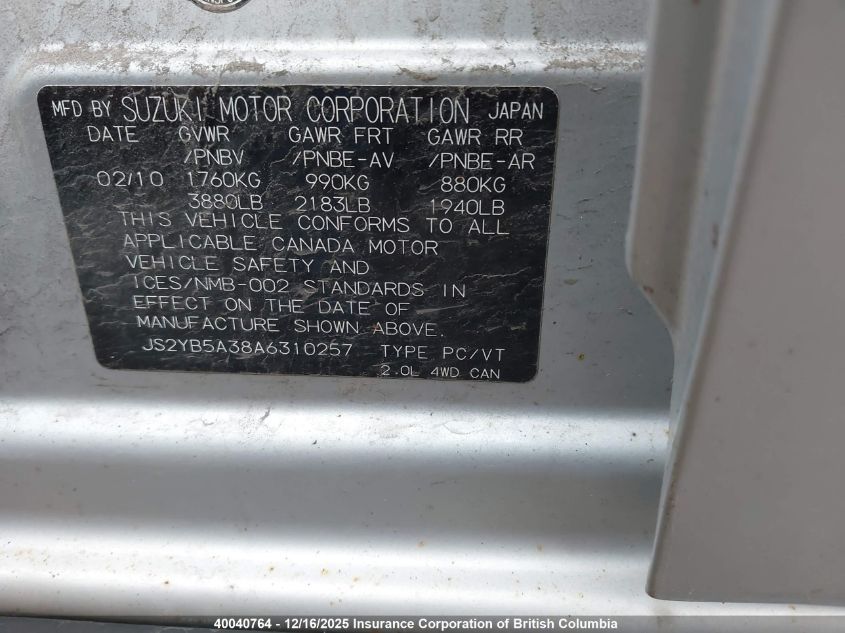 MFD BY SUZUKI MOTOR CORPORATION JAPAN
DATE GVWR GAWR FRT GAWR RR
/PNBV /PNBE-AV /PNBE-AR
02/10 1760KG 990KG 880KG
3880LB 2183LB 1940LB
THIS VEHICLE CONFORMS TO ALL
APPLICABLE CANADA MOTOR
VEHICLE SAFETY AND
ICES/NMB-002 STANDARDS IN
EFFECT ON THE DATE OF
MANUFACTURE SHOWN ABOVE.
JS2YB5A38A6310257 TYPE PC/VT
2.0L 4WD CAN
40040764 - 12/16/2025 Insurance Corporation of British Columbia